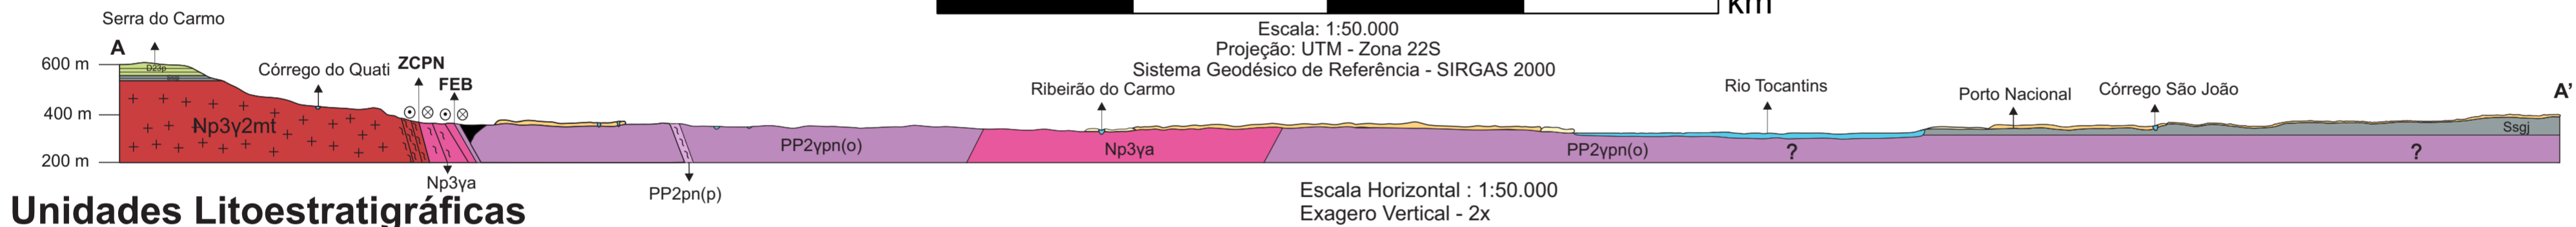 km
Escala: 1:50.000
Projeção: UTM - Zona 22S
Sistema Geodésico de Referência - SIRGAS 2000
Serra do Carmo
A
Córrego do Quati
ZCPN
FEB
Ribeirão do Carmo
Rio Tocantins
Porto Nacional
Córrego São João
A’
600 m
400 m
200 m
D23p
Np3γ2mt
PP2γpn(o)
Np3γa
PP2γpn(o)
?
?
Ssgj
Np3γa
PP2pn(p)
Escala Horizontal : 1:50.000
Exagero Vertical - 2x
Unidades Litoestratigráficas